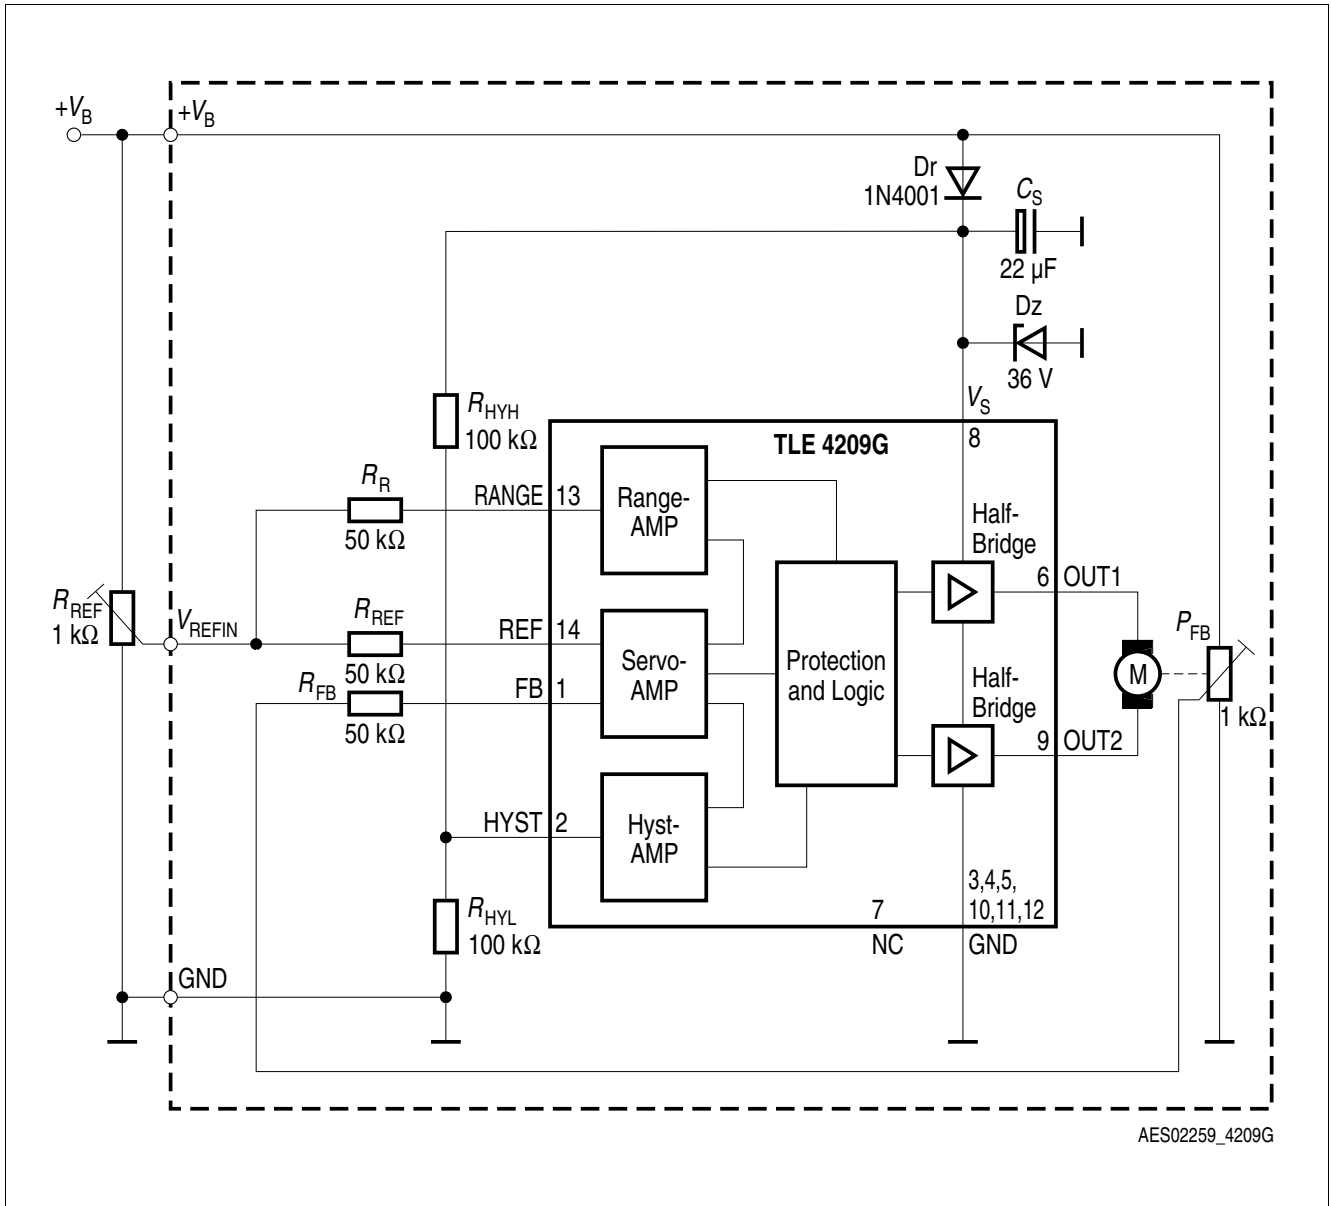 +VB
+VB
Dr
1N4001
CS
22 µF
Dz
36 V
VS
8
RHYH
100 kΩ
TLE 4209G
RR
50 kΩ
RANGE 13
Range-
AMP
Half-
Bridge
6 OUT1
RREF
1 kΩ
VREFIN
RREF
50 kΩ
REF 14
Servo-
AMP
Protection
and Logic
M
PFB
1 kΩ
RFB
50 kΩ
FB 1
Half-
Bridge
9 OUT2
HYST 2
Hyst-
AMP
RHYL
100 kΩ
3,4,5,
10,11,12
7
NC
GND
GND
AES02259_4209G